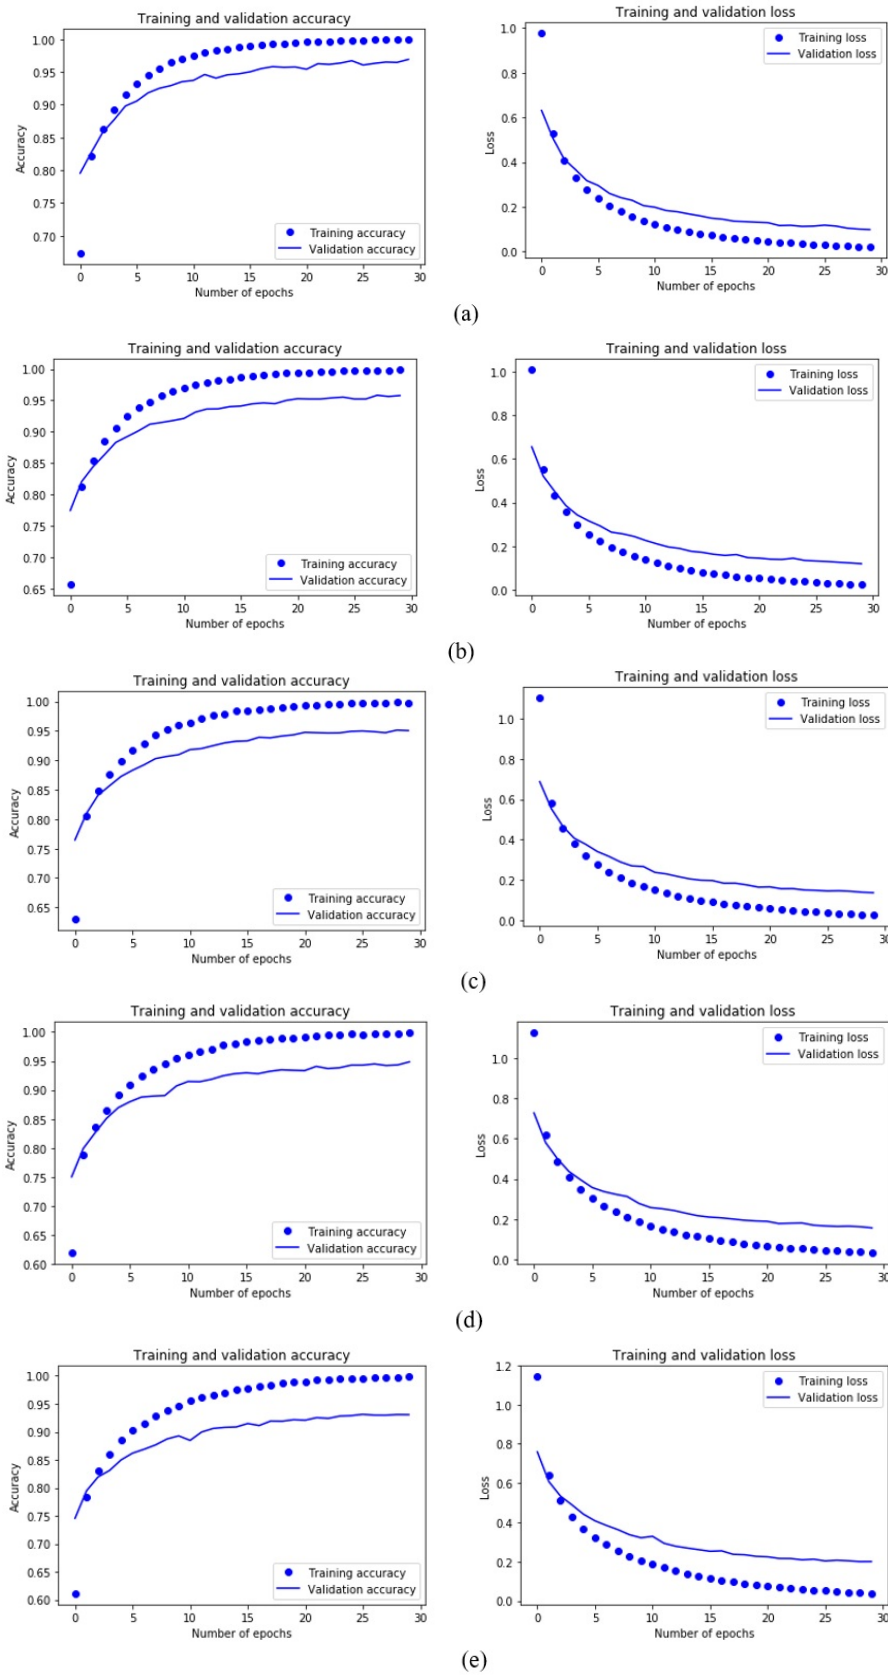 Training and validation accuracy
1.00
0.95
0.90
0.85
0.80
0.75
0.70
Accuracy
Training accuracy
Validation accuracy
0 5 10 15 20 25 30
Number of epochs
Training and validation loss
1.0
0.8
0.6
0.4
0.2
0.0
Loss
Training loss
Validation loss
0 5 10 15 20 25 30
Number of epochs
(a)
Training and validation accuracy
1.00
0.95
0.90
0.85
0.80
0.75
0.70
0.65
Accuracy
Training accuracy
Validation accuracy
0 5 10 15 20 25 30
Number of epochs
Training and validation loss
1.0
0.8
0.6
0.4
0.2
0.0
Loss
Training loss
Validation loss
0 5 10 15 20 25 30
Number of epochs
(b)
Training and validation accuracy
1.00
0.95
0.90
0.85
0.80
0.75
0.70
0.65
Accuracy
Training accuracy
Validation accuracy
0 5 10 15 20 25 30
Number of epochs
Training and validation loss
1.0
0.8
0.6
0.4
0.2
0.0
Loss
Training loss
Validation loss
0 5 10 15 20 25 30
Number of epochs
(c)
Training and validation accuracy
1.00
0.95
0.90
0.85
0.80
0.75
0.70
0.65
0.60
Accuracy
Training accuracy
Validation accuracy
0 5 10 15 20 25 30
Number of epochs
Training and validation loss
1.0
0.8
0.6
0.4
0.2
0.0
Loss
Training loss
Validation loss
0 5 10 15 20 25 30
Number of epochs
(d)
Training and validation accuracy
1.00
0.95
0.90
0.85
0.80
0.75
0.70
0.65
0.60
Accuracy
Training accuracy
Validation accuracy
0 5 10 15 20 25 30
Number of epochs
Training and validation loss
1.2
1.0
0.8
0.6
0.4
0.2
0.0
Loss
Training loss
Validation loss
0 5 10 15 20 25 30
Number of epochs
(e)